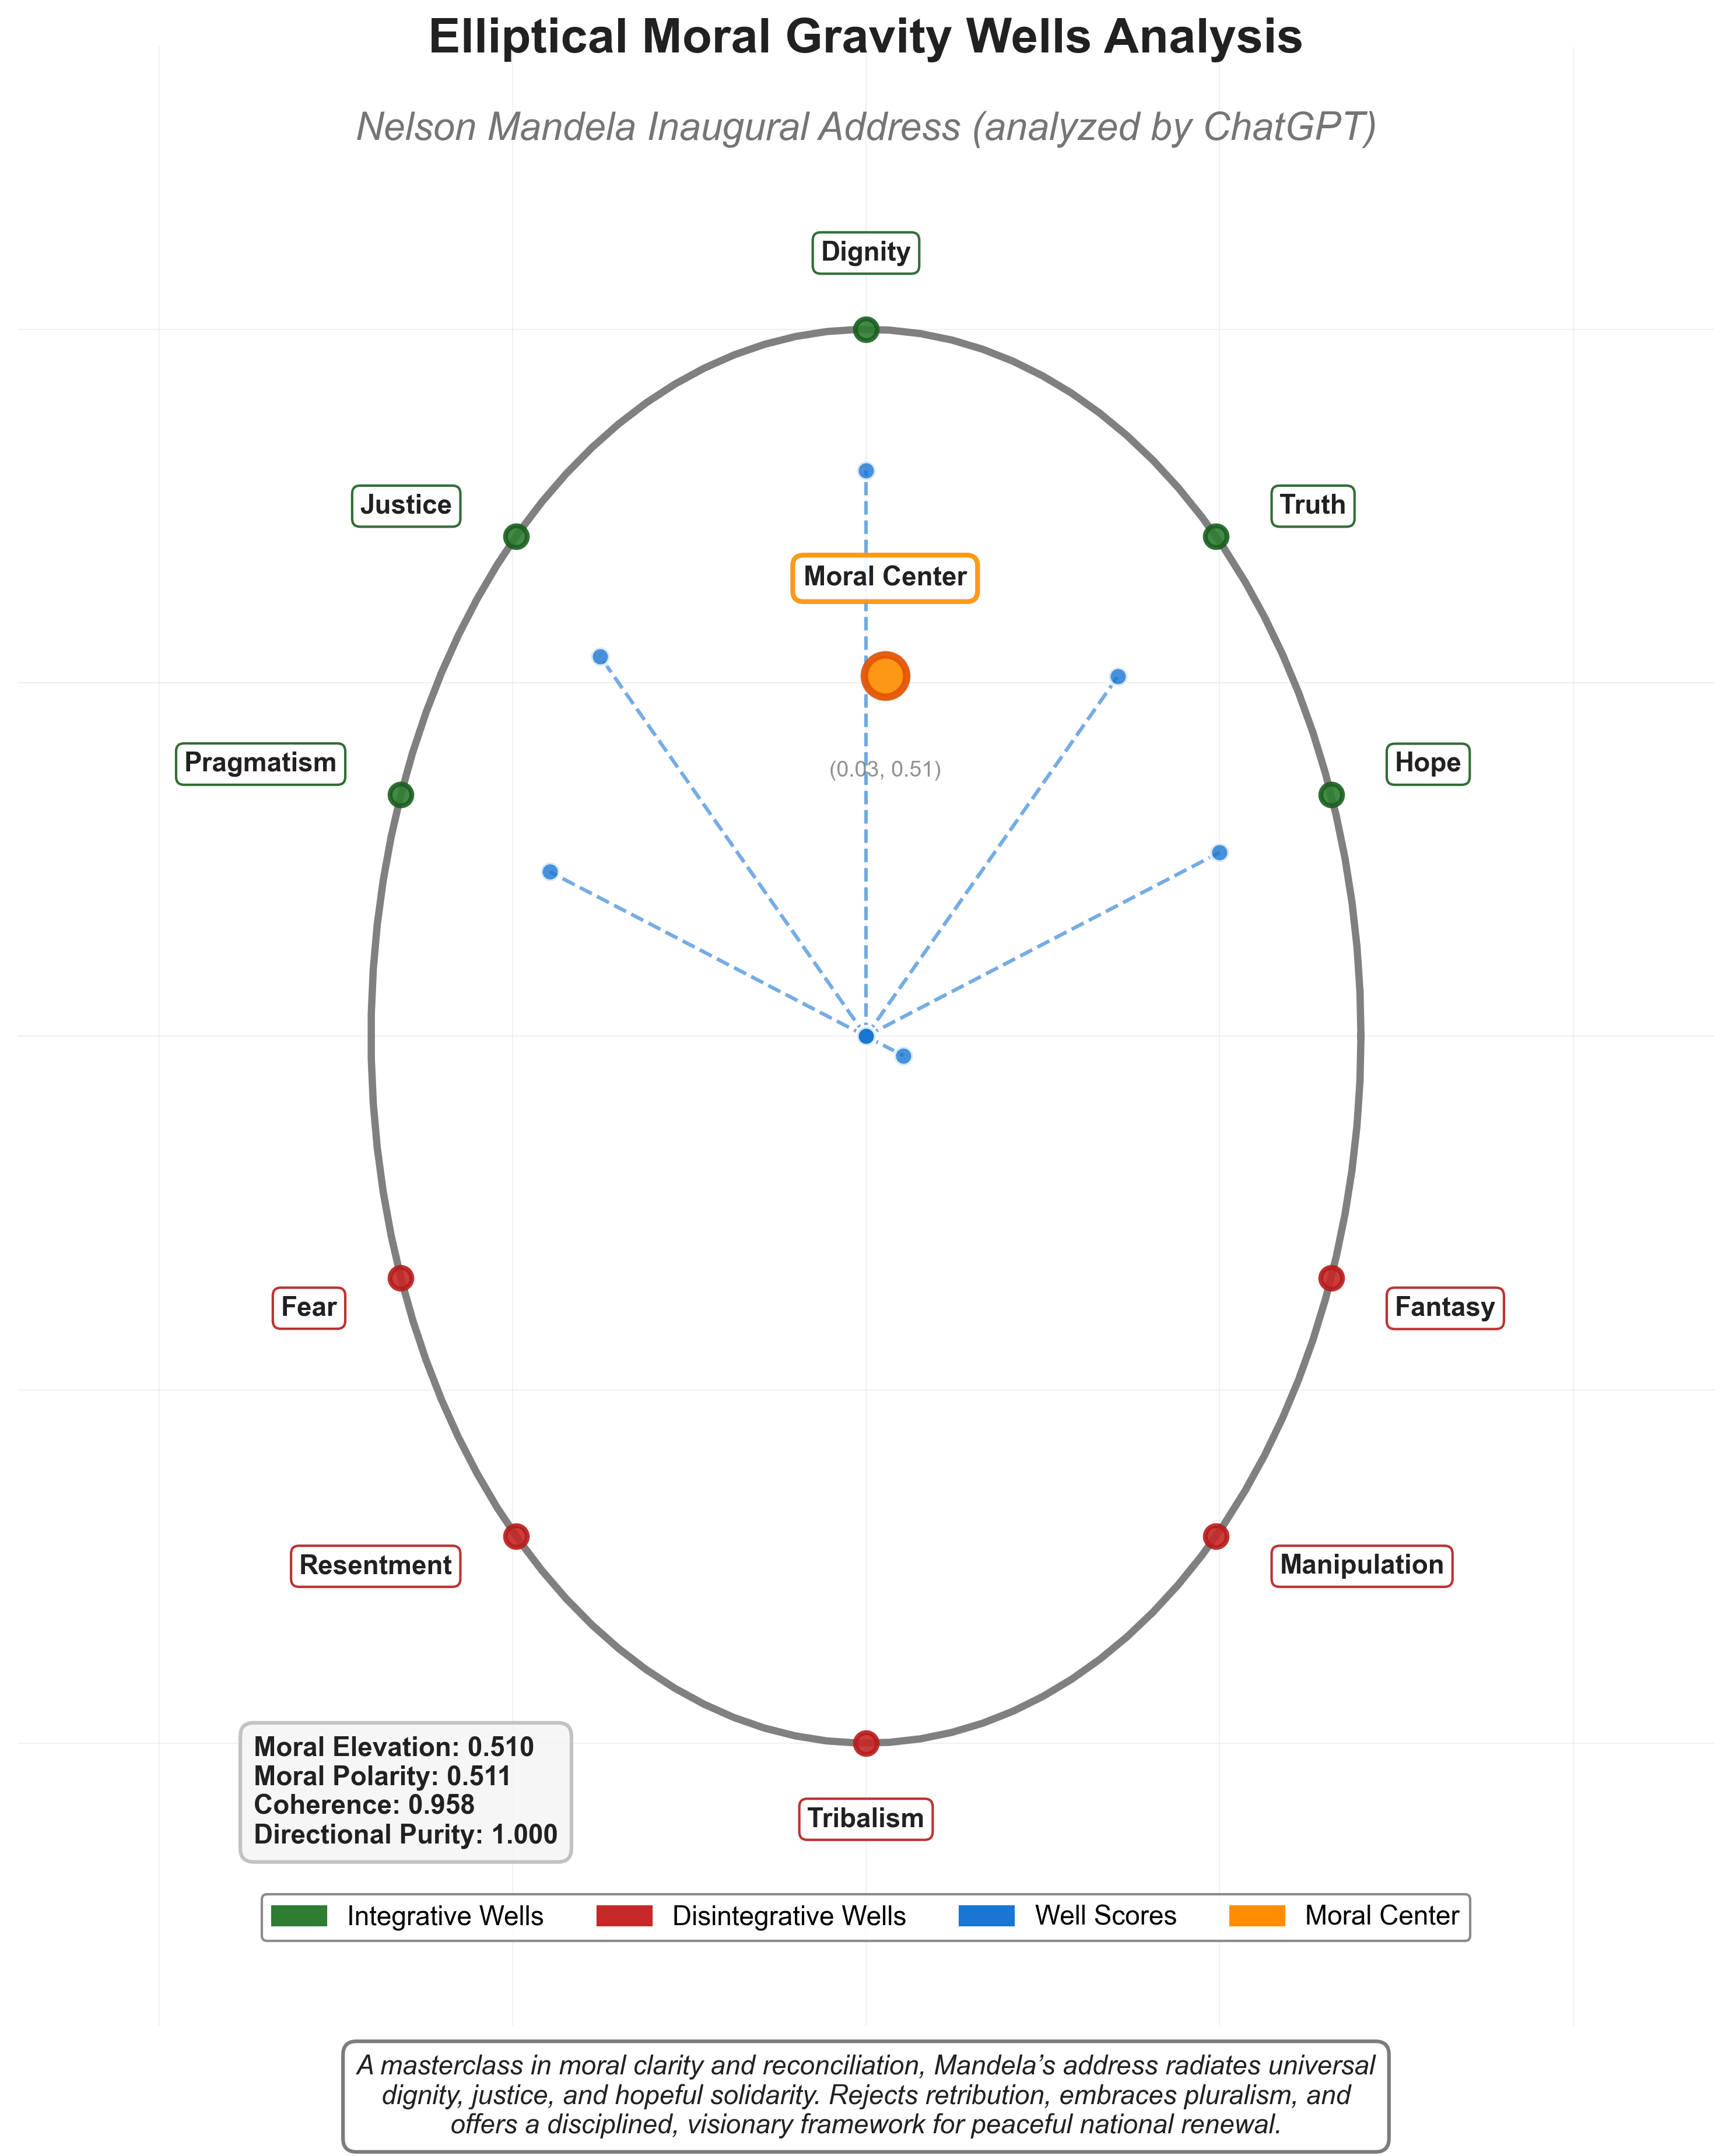 Elliptical Moral Gravity Wells Analysis
Nelson Mandela Inaugural Address (analyzed by ChatGPT)
Dignity
Justice
Truth
Moral Center
Pragmatism
Hope
(0.03, 0.51)
Fear
Fantasy
Resentment
Manipulation
Tribalism
Moral Elevation: 0.510
Moral Polarity: 0.511
Coherence: 0.958
Directional Purity: 1.000
Integrative Wells
Disintegrative Wells
Well Scores
Moral Center
A masterclass in moral clarity and reconciliation, Mandela’s address radiates universal
dignity, justice, and hopeful solidarity. Rejects retribution, embraces pluralism, and
offers a disciplined, visionary framework for peaceful national renewal.